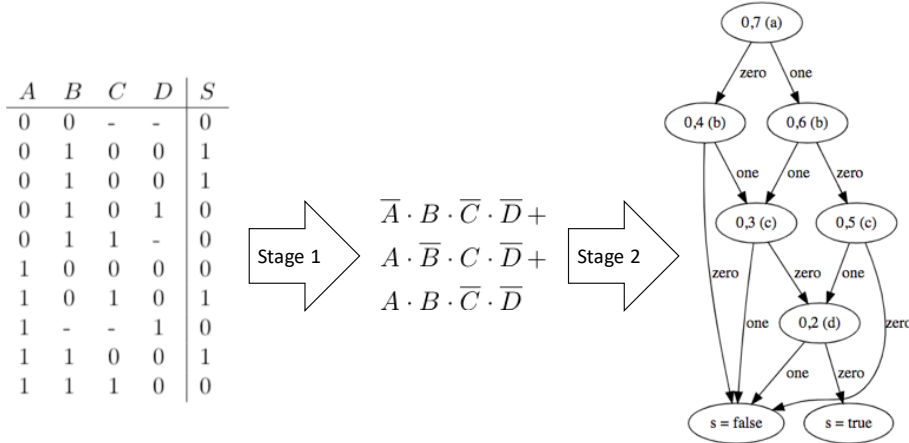 A B C D S
0 0 - - 0
0 1 0 0 1
0 1 0 0 1
0 1 0 1 0
0 1 1 - 0
1 0 0 0 0
1 0 1 0 1
1 - - 1 0
1 1 0 0 1
1 1 1 0 0
Stage 1
A̅ · B · C̅ · D̅ +
A · B̅ · C · D̅ +
A · B · C̅ · D̅
Stage 2
0,7 (a)
zero one
0,4 (b) 0,6 (b)
one one zero
0,3 (c) 0,5 (c)
zero zero one
one 0,2 (d) zero
one zero
s = false s = true